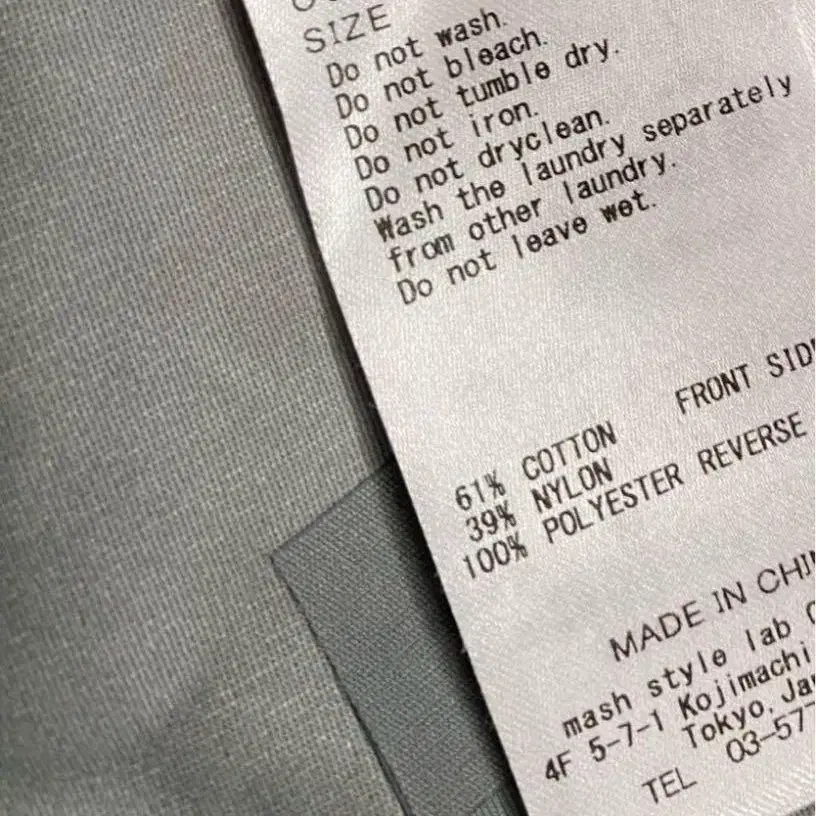 SIZE
Do not wash.
Do not bleach.
Do not tumble dry.
Do not iron.
Do not dryclean.
Wash the laundry separately
from other laundry.
Do not leave wet.
61% COTTON FRONT
39% NYLON
100% POLYESTER REVERSE
MADE IN
mash style lab
4F 5-7-1 Kojimachi
Tokyo,
TEL 03-57